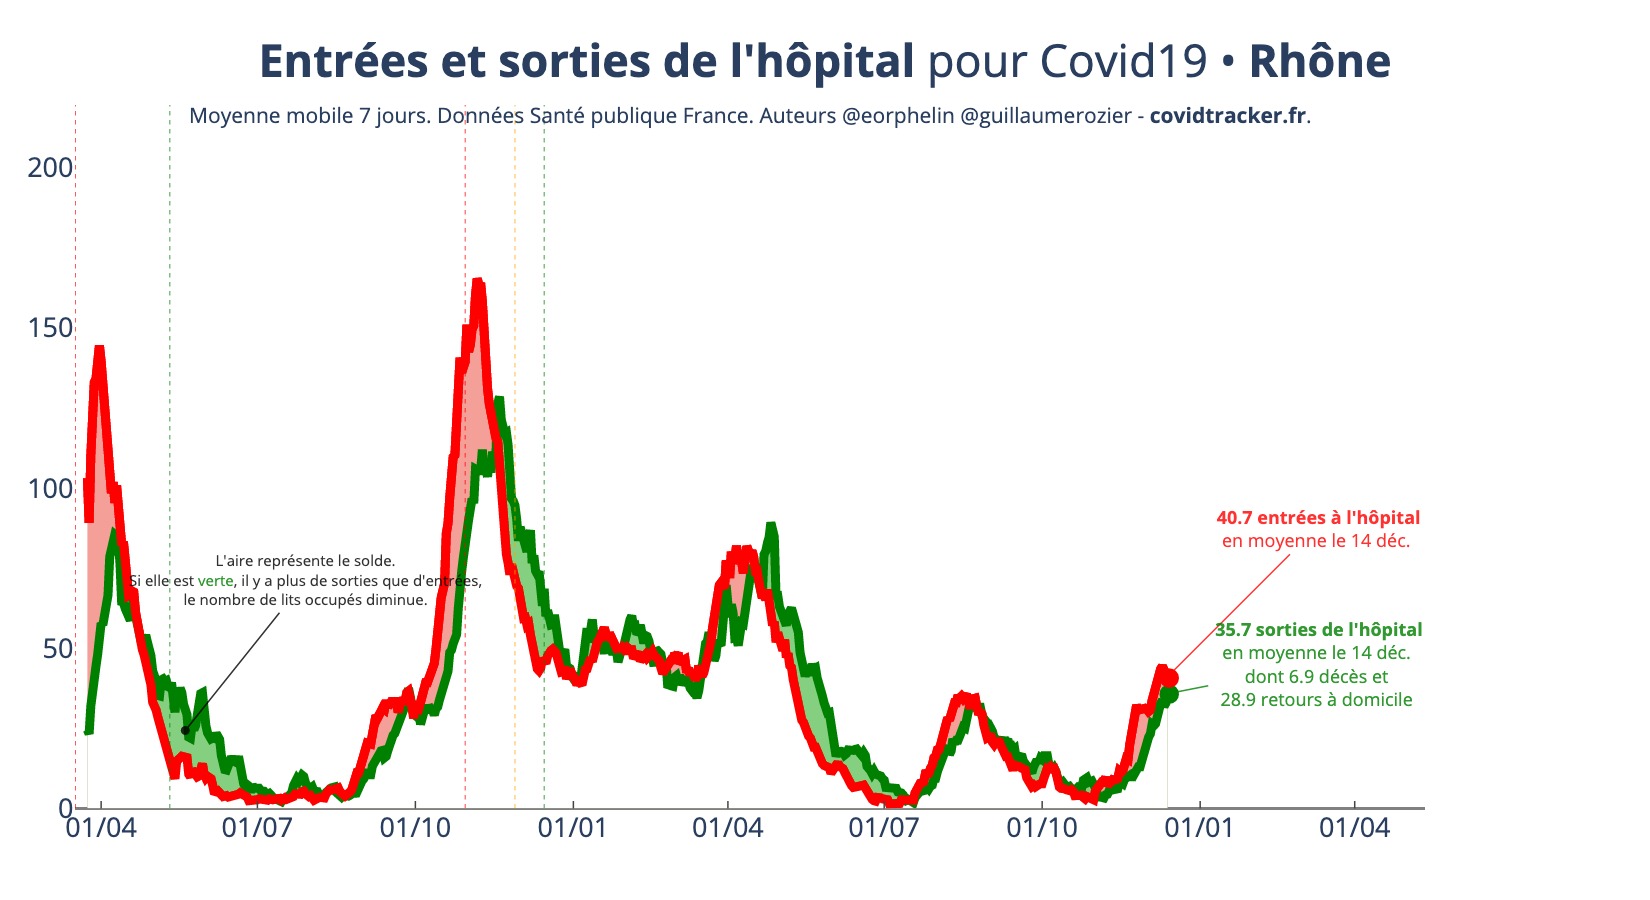 Entrées et sorties de l'hôpital pour Covid19 • Rhône
Moyenne mobile 7 jours. Données Santé publique France. Auteurs @eorphelin @guillaumerozier - covidtracker.fr.
200
150
100
50
0
L'aire représente le solde.
Si elle est verte, il y a plus de sorties que d'entrées,
le nombre de lits occupés diminue.
40.7 entrées à l'hôpital
en moyenne le 14 déc.
35.7 sorties de l'hôpital
en moyenne le 14 déc.
dont 6.9 décès et
28.9 retours à domicile
01/04 01/07 01/10 01/01 01/04 01/07 01/10 01/01 01/04